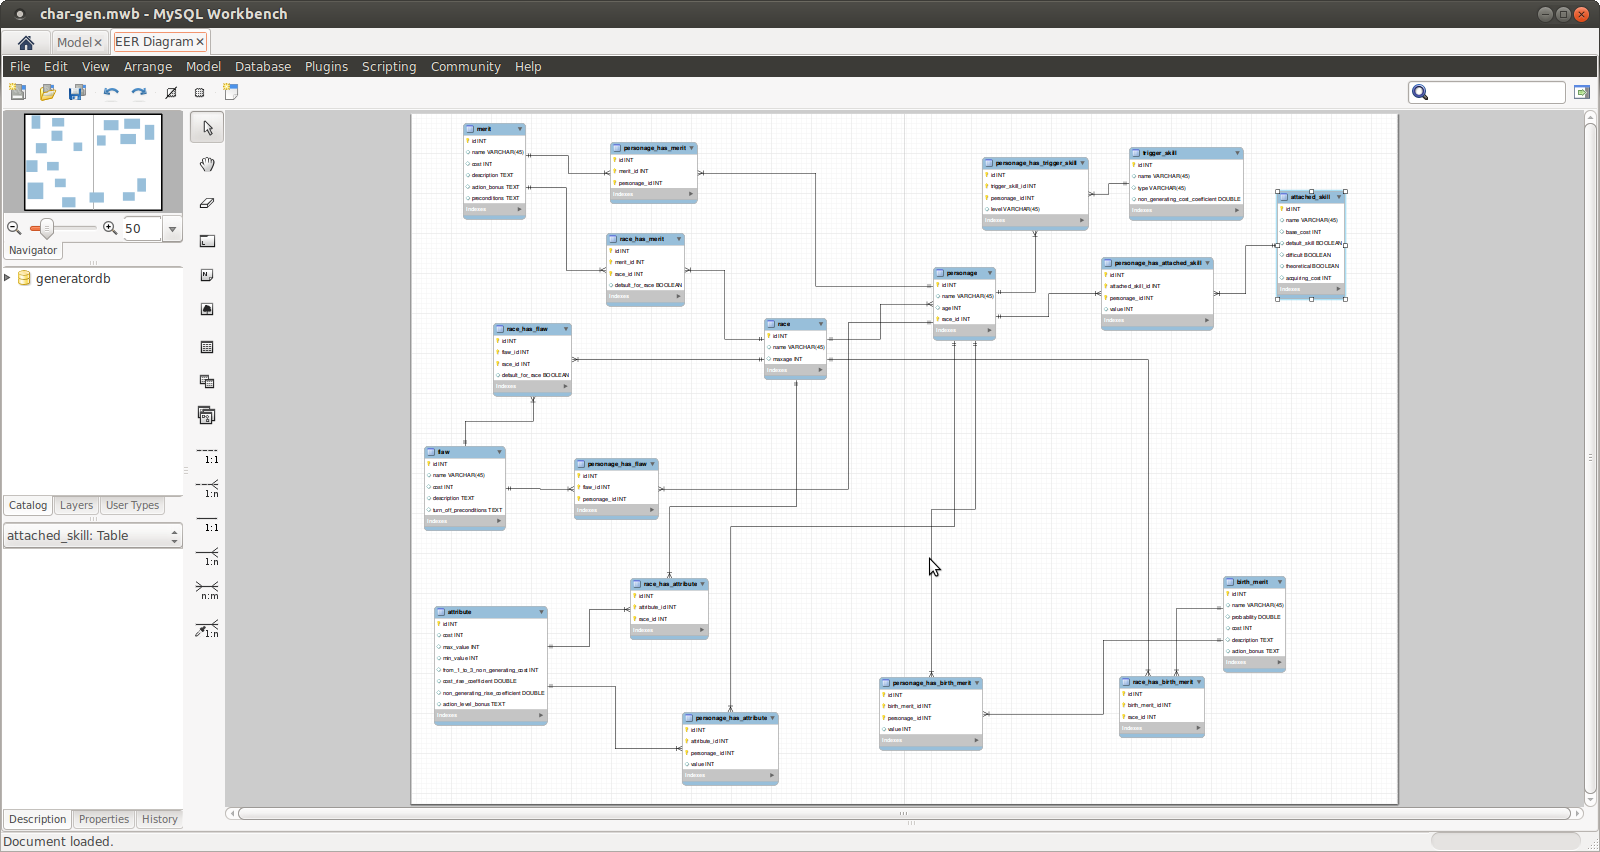 char-gen.mwb - MySQL Workbench
Model
EER Diagram
File Edit View Arrange Model Database Plugins Scripting Community Help
50
Navigator
generatordb
Catalog Layers User Types
attached_skill: Table
Description Properties History
Document loaded.
1:1
1:n
1:1
1:n
n:m
1:n
merit
id INT
name VARCHAR(45)
cost INT
description TEXT
action_bonus TEXT
preconditions TEXT
Indexes
personage_has_merit
id INT
merit_id INT
personage_id INT
Indexes
race_has_merit
id INT
merit_id INT
race_id INT
default_for_race BOOLEAN
Indexes
race_has_flaw
id INT
flaw_id INT
race_id INT
default_for_race BOOLEAN
Indexes
race
id INT
name VARCHAR(45)
maxage INT
Indexes
personage
id INT
name VARCHAR(45)
age INT
race_id INT
Indexes
personage_has_trigger_skill
id INT
trigger_skill_id INT
personage_id INT
level VARCHAR(45)
Indexes
trigger_skill
id INT
name VARCHAR(45)
type VARCHAR(45)
non_generating_cost_coefficient DOUBLE
Indexes
attached_skill
id INT
name VARCHAR(45)
base_cost INT
default_skill BOOLEAN
difficult BOOLEAN
theoretical BOOLEAN
acquiring_cost INT
Indexes
personage_has_attached_skill
id INT
attached_skill_id INT
personage_id INT
value INT
Indexes
flaw
id INT
name VARCHAR(45)
cost INT
description TEXT
turn_off_preconditions TEXT
Indexes
personage_has_flaw
id INT
flaw_id INT
personage_id INT
Indexes
race_has_attribute
id INT
attribute_id INT
race_id INT
Indexes
attribute
id INT
cost INT
max_value INT
min_value INT
from_1_to_3_non_generating_cost INT
cost_rise_coefficient DOUBLE
non_generating_rise_coefficient DOUBLE
action_level_bonus TEXT
Indexes
personage_has_attribute
id INT
attribute_id INT
personage_id INT
value INT
Indexes
personage_has_birth_merit
id INT
birth_merit_id INT
personage_id INT
value INT
Indexes
race_has_birth_merit
id INT
birth_merit_id INT
race_id INT
Indexes
birth_merit
id INT
name VARCHAR(45)
probability DOUBLE
cost INT
description TEXT
action_bonus TEXT
Indexes